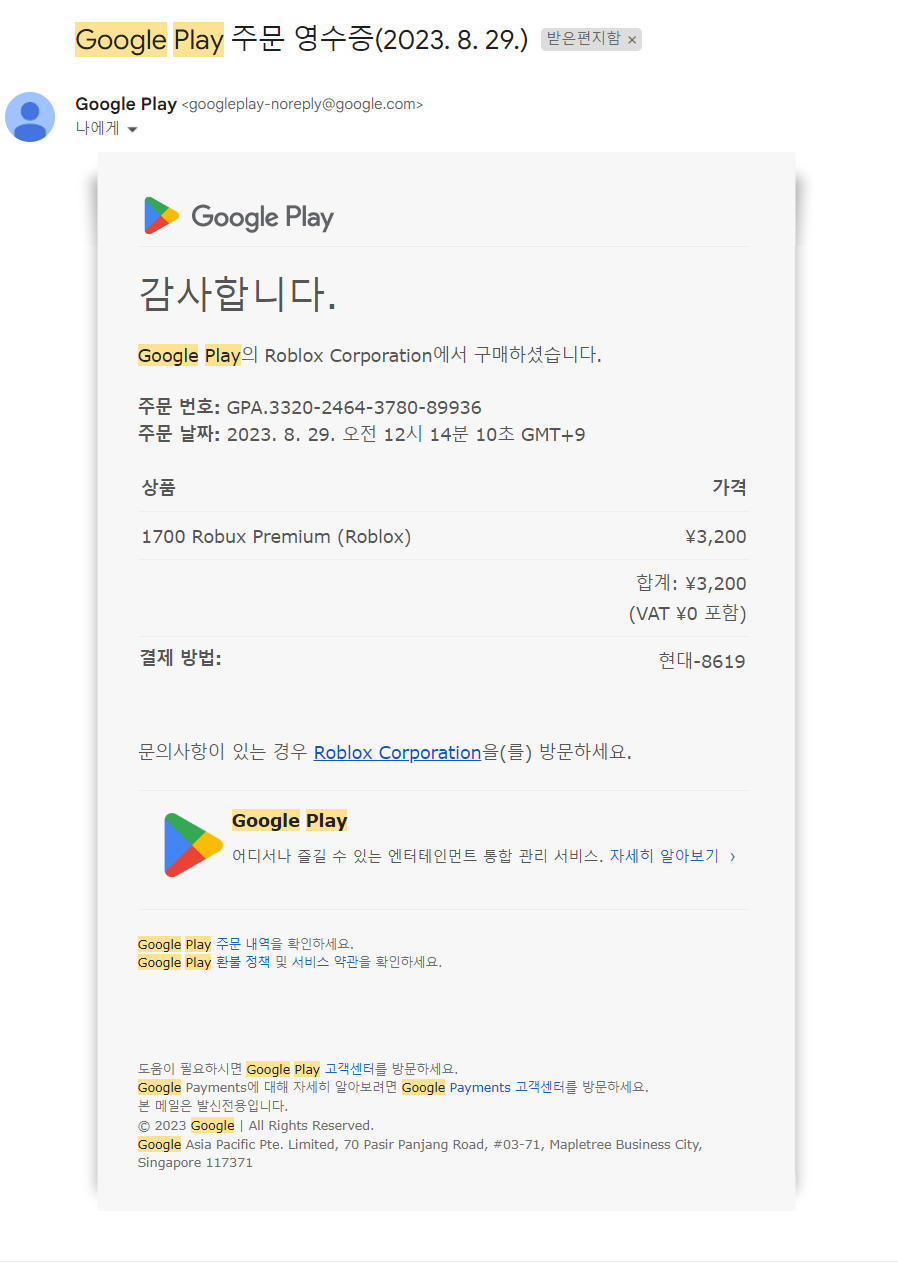 Google Play 주문 영수증(2023. 8. 29.) 받은편지함 ×
Google Play <googleplay-noreply@google.com>
나에게
Google Play
감사합니다.
Google Play의 Roblox Corporation에서 구매하셨습니다.
주문 번호: GPA.3320-2464-3780-89936
주문 날짜: 2023. 8. 29. 오전 12시 14분 10초 GMT+9
상품 가격
1700 Robux Premium (Roblox) ¥3,200
합계: ¥3,200
(VAT ¥0 포함)
결제 방법: 현대-8619
문의사항이 있는 경우 Roblox Corporation을(를) 방문하세요.
Google Play
어디서나 즐길 수 있는 엔터테인먼트 통합 관리 서비스. 자세히 알아보기 ›
Google Play 주문 내역을 확인하세요.
Google Play 환불 정책 및 서비스 약관을 확인하세요.
도움이 필요하시면 Google Play 고객센터를 방문하세요.
Google Payments에 대해 자세히 알아보려면 Google Payments 고객센터를 방문하세요.
본 메일은 발신전용입니다.
© 2023 Google | All Rights Reserved.
Google Asia Pacific Pte. Limited, 70 Pasir Panjang Road, #03-71, Mapletree Business City,
Singapore 117371